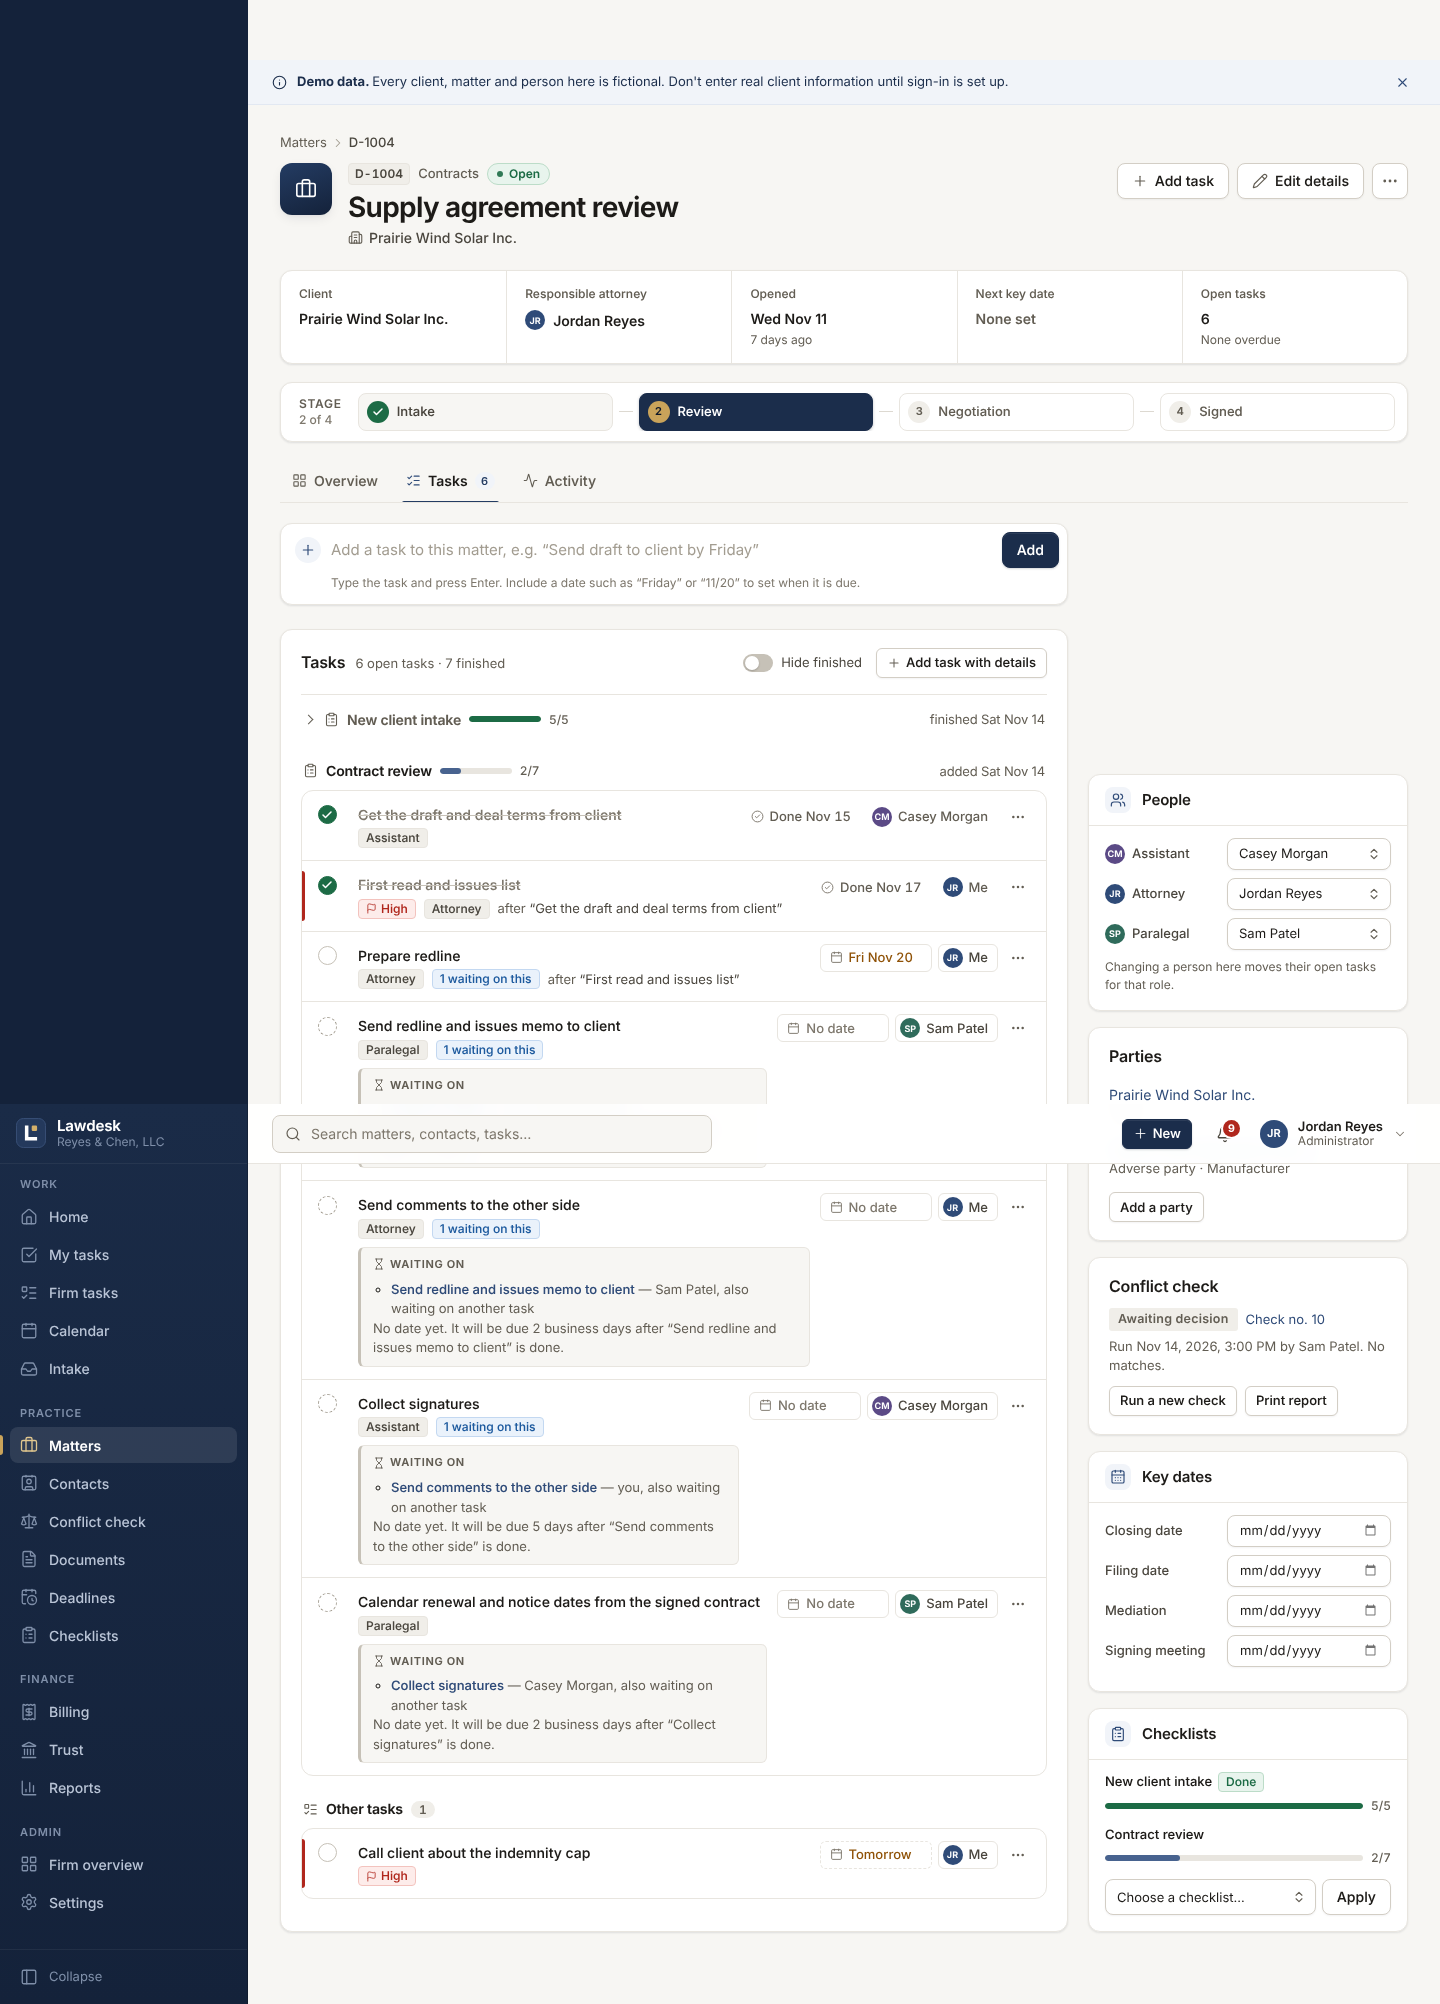 Demo data. Every client, matter and person here is fictional. Don't enter real client information until sign-in is set up.
Matters > D-1004
D-1004 Contracts Open
Supply agreement review
Prairie Wind Solar Inc.
Add task
Edit details
Client
Prairie Wind Solar Inc.
Responsible attorney
JR Jordan Reyes
Opened
Wed Nov 11
7 days ago
Next key date
None set
Open tasks
6
None overdue
STAGE
2 of 4
Intake
2 Review
3 Negotiation
4 Signed
Overview
Tasks 6
Activity
Add a task to this matter, e.g. “Send draft to client by Friday”
Add
Type the task and press Enter. Include a date such as “Friday” or “11/20” to set when it is due.
Tasks 6 open tasks · 7 finished
Hide finished
Add task with details
New client intake 5/5
finished Sat Nov 14
Contract review 2/7
added Sat Nov 14
Get the draft and deal terms from client
Done Nov 15
CM Casey Morgan
Assistant
First read and issues list
Done Nov 17
JR Me
High Attorney after “Get the draft and deal terms from client”
Prepare redline
Fri Nov 20
JR Me
Attorney 1 waiting on this after “First read and issues list”
Send redline and issues memo to client
No date
SP Sam Patel
Paralegal 1 waiting on this
WAITING ON
People
CM Assistant Casey Morgan
JR Attorney Jordan Reyes
SP Paralegal Sam Patel
Changing a person here moves their open tasks
for that role.
Parties
Prairie Wind Solar Inc.
Lawdesk
Reyes & Chen, LLC
Search matters, contacts, tasks...
New
9
JR Jordan Reyes
Administrator
WORK
Home
My tasks
Firm tasks
Calendar
Intake
PRACTICE
Matters
Contacts
Conflict check
Documents
Deadlines
Checklists
FINANCE
Billing
Trust
Reports
ADMIN
Firm overview
Settings
Collapse
Send comments to the other side
No date
JR Me
Attorney 1 waiting on this
WAITING ON
Send redline and issues memo to client — Sam Patel, also
waiting on another task
No date yet. It will be due 2 business days after “Send redline and
issues memo to client” is done.
Collect signatures
No date
CM Casey Morgan
Assistant 1 waiting on this
WAITING ON
Send comments to the other side — you, also waiting
on another task
No date yet. It will be due 5 days after “Send comments
to the other side” is done.
Calendar renewal and notice dates from the signed contract
No date
SP Sam Patel
Paralegal
WAITING ON
Collect signatures — Casey Morgan, also waiting on
another task
No date yet. It will be due 2 business days after “Collect
signatures” is done.
Other tasks 1
Call client about the indemnity cap
Tomorrow
JR Me
High
Adverse party · Manufacturer
Add a party
Conflict check
Awaiting decision Check no. 10
Run Nov 14, 2026, 3:00 PM by Sam Patel. No
matches.
Run a new check
Print report
Key dates
Closing date mm/dd/yyyy
Filing date mm/dd/yyyy
Mediation mm/dd/yyyy
Signing meeting mm/dd/yyyy
Checklists
New client intake Done
5/5
Contract review
2/7
Choose a checklist...
Apply